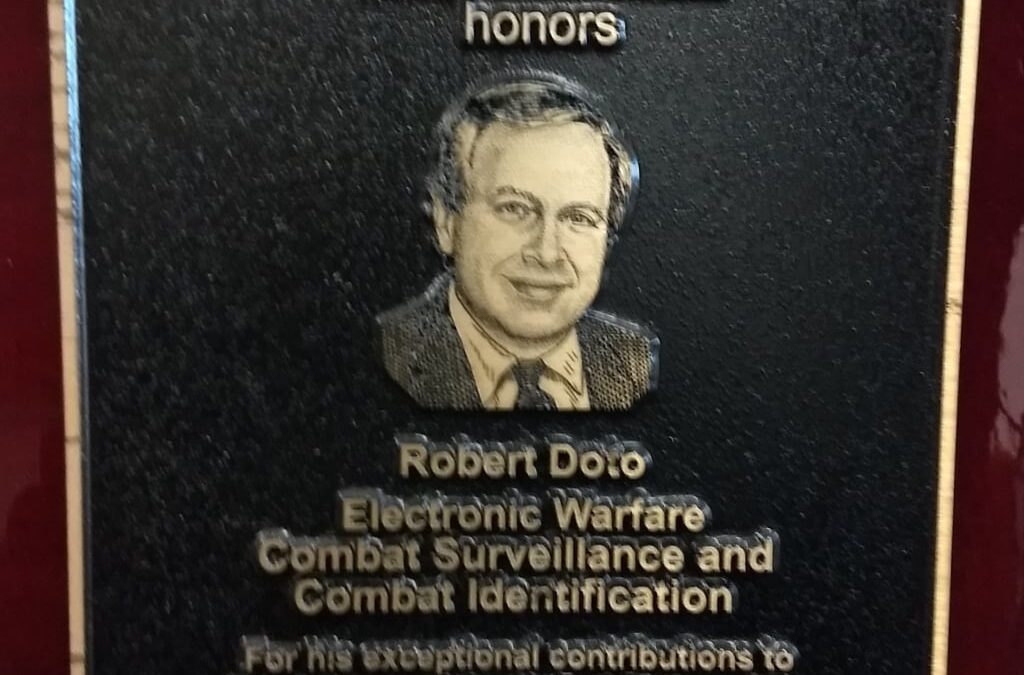 honors
Robert Doto
Electronic Warfare
Combat Surveillance and
Combat Identification
For his exceptional contributions to